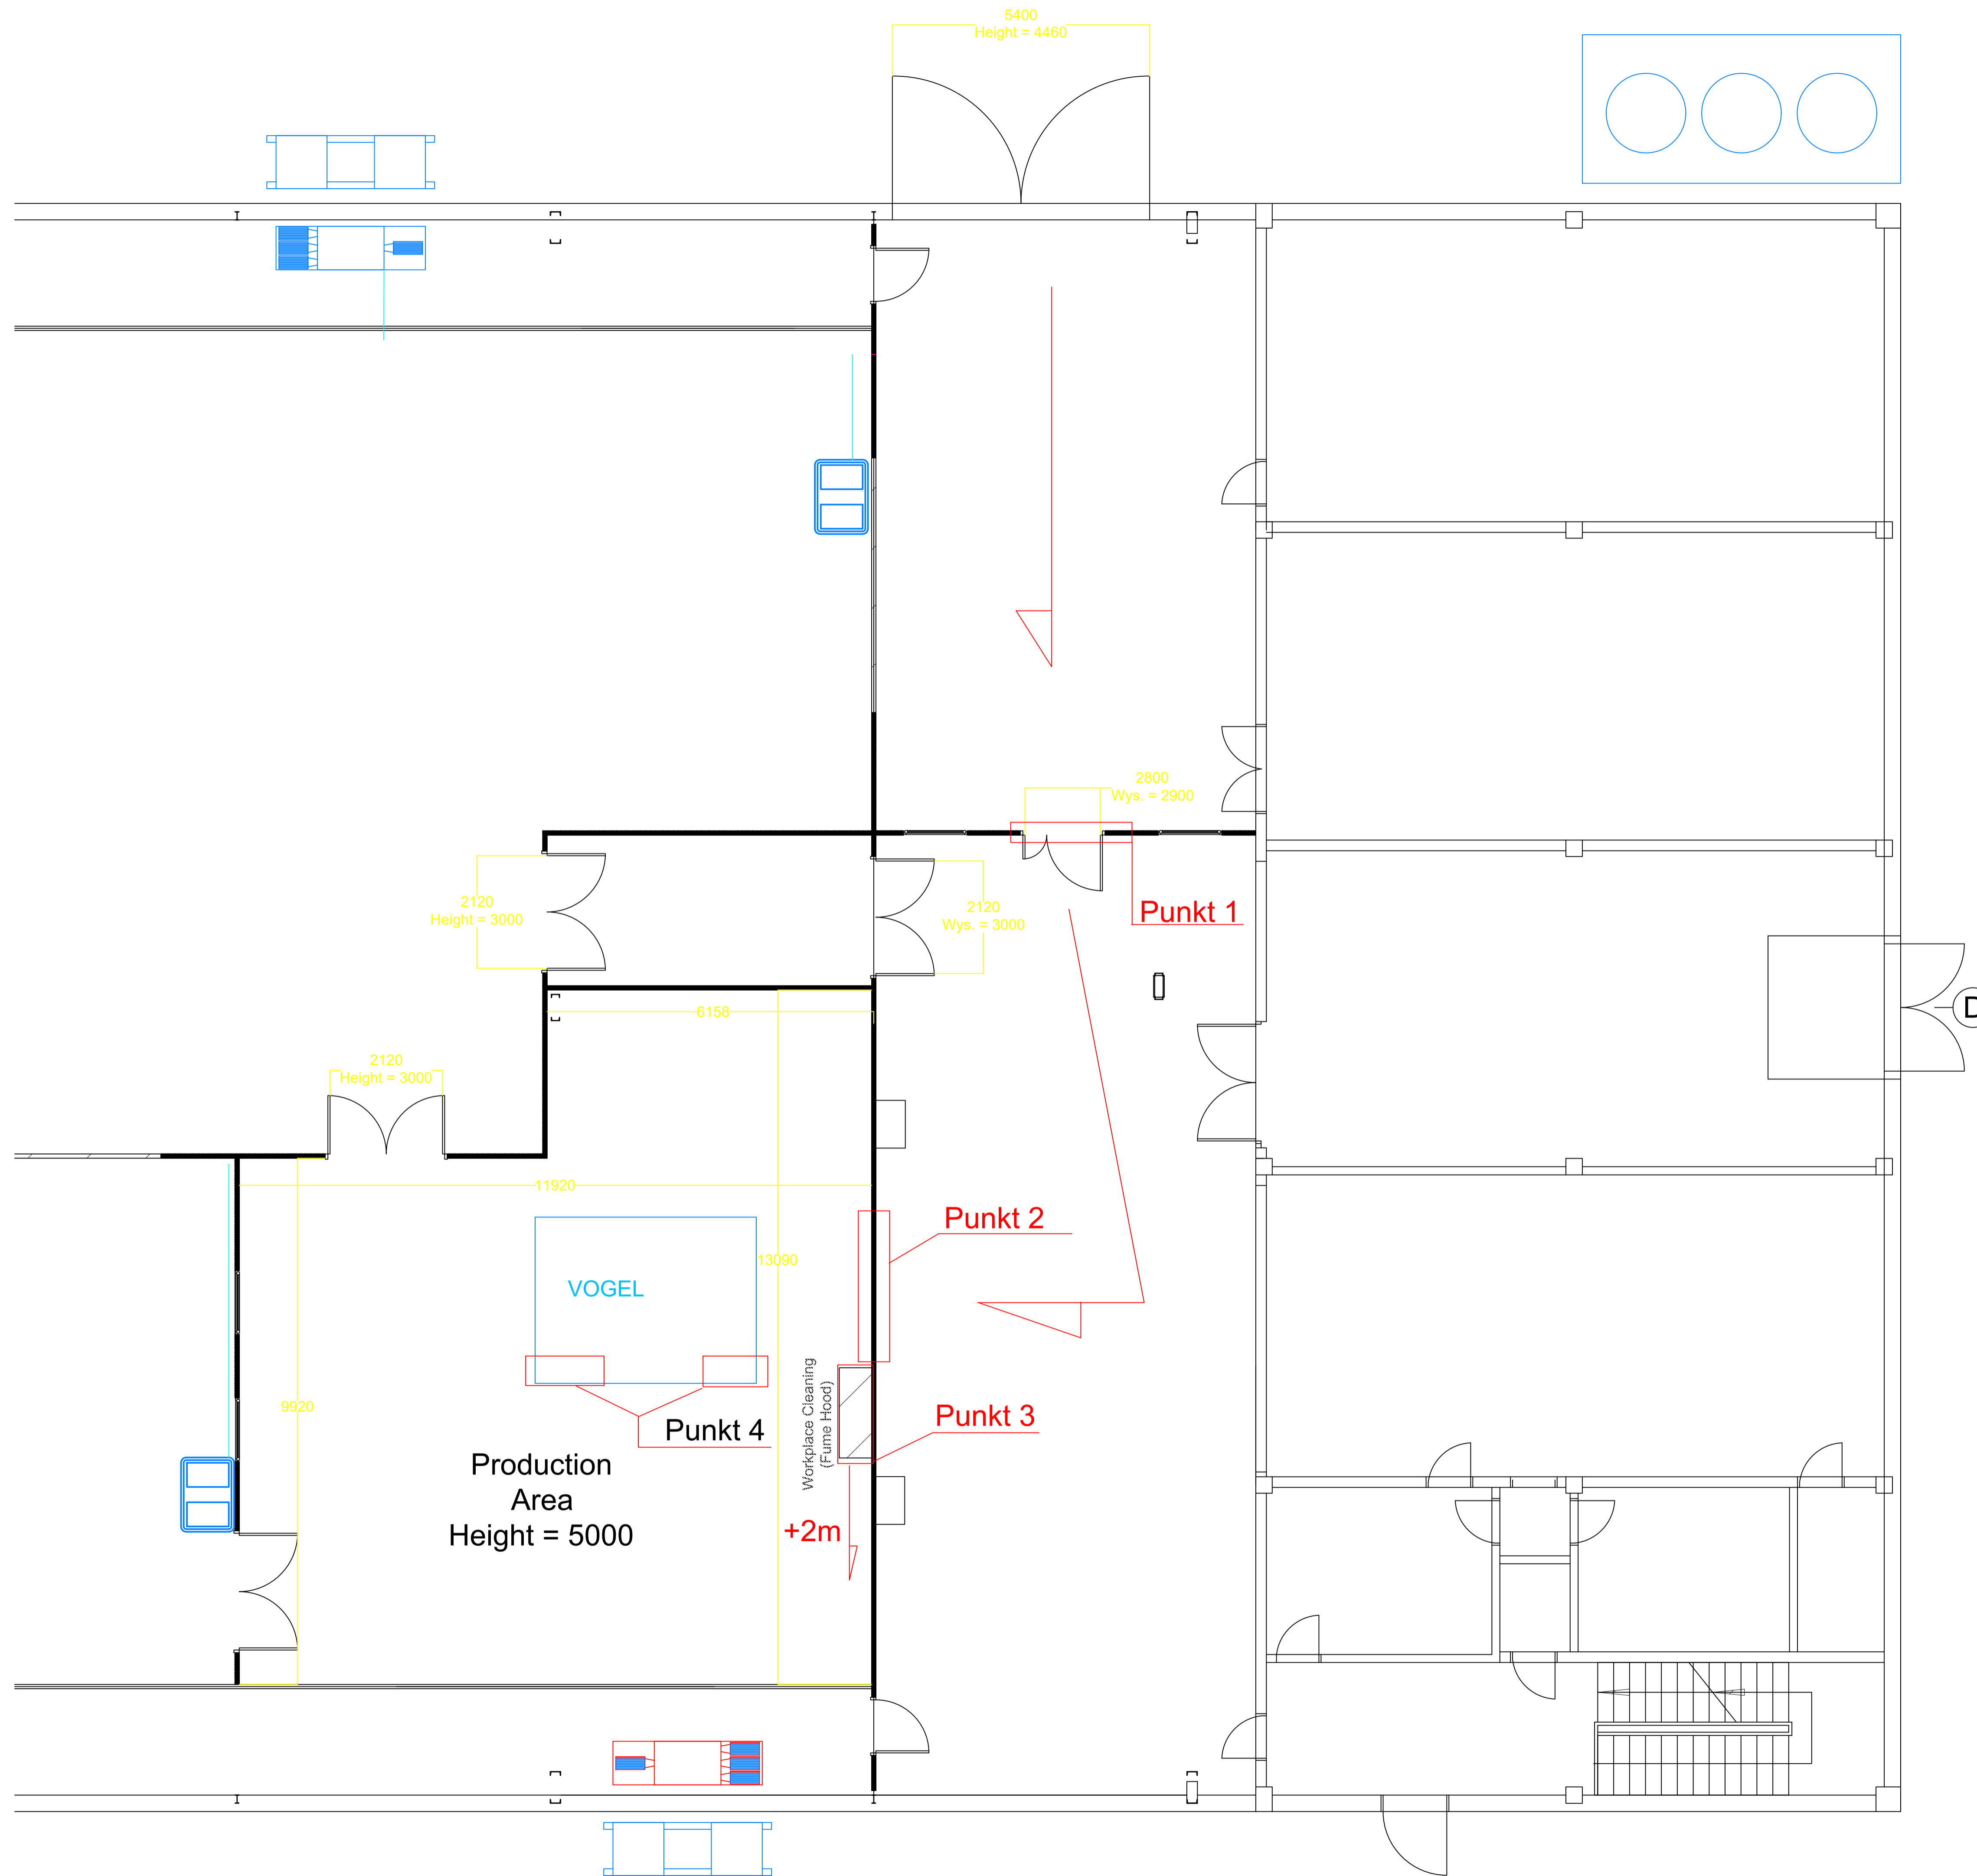 5400
Height = 4460
2800
Wys. = 2900
2120
Height = 3000
2120
Wys. = 3000
Punkt 1
D
6158
2120
Height = 3000
11920
Punkt 2
13090
VOGEL
Workplace Cleaning
(Fume Hood)
9920
Punkt 3
Punkt 4
Production
Area
Height = 5000
+2m